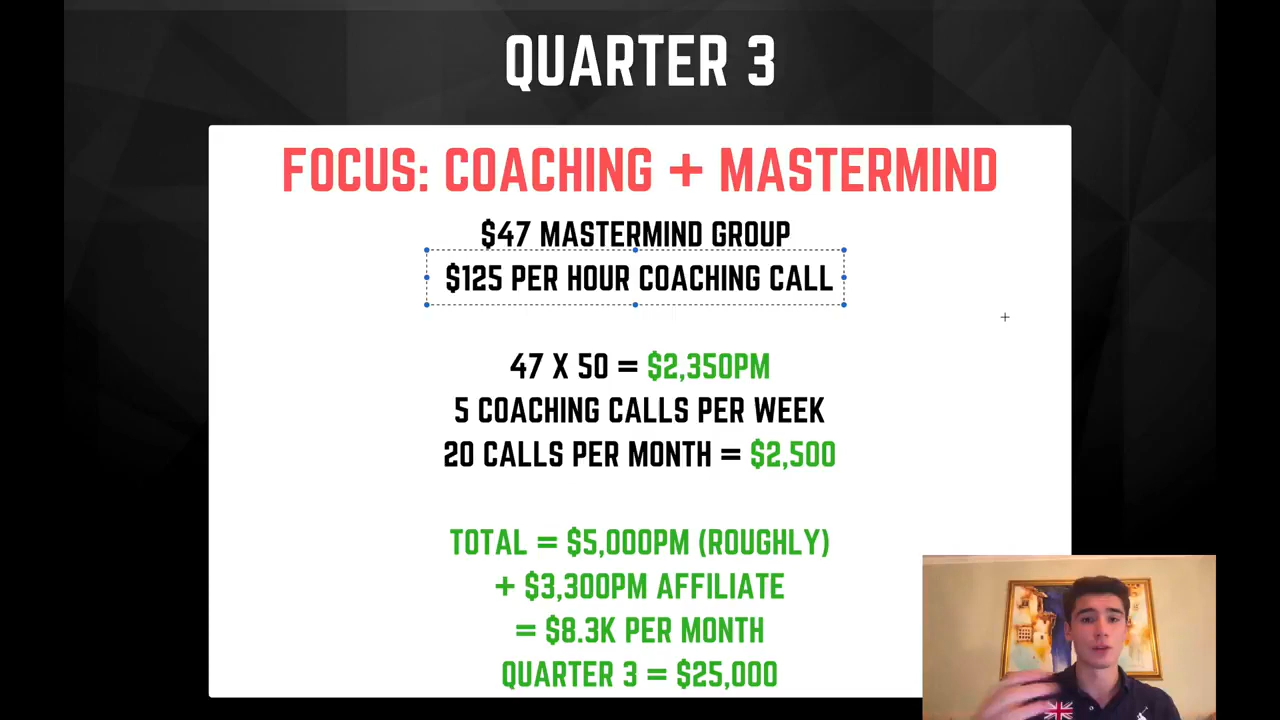 QUARTER 3
FOCUS: COACHING + MASTERMIND
$47 MASTERMIND GROUP
$125 PER HOUR COACHING CALL
47 X 50 = $2,350PM
5 COACHING CALLS PER WEEK
20 CALLS PER MONTH = $2,500
TOTAL = $5,000PM (ROUGHLY)
+ $3,300PM AFFILIATE
= $8.3K PER MONTH
QUARTER 3 = $25,000